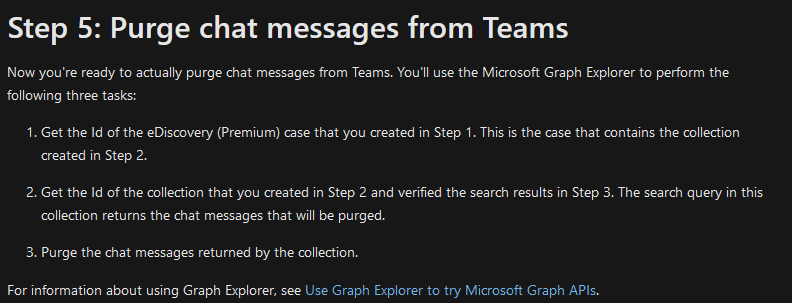 Step 5: Purge chat messages from Teams
Now you're ready to actually purge chat messages from Teams. You'll use the Microsoft Graph Explorer to perform the
following three tasks:
1. Get the Id of the eDiscovery (Premium) case that you created in Step 1. This is the case that contains the collection
created in Step 2.
2. Get the Id of the collection that you created in Step 2 and verified the search results in Step 3. The search query in this
collection returns the chat messages that will be purged.
3. Purge the chat messages returned by the collection.
For information about using Graph Explorer, see Use Graph Explorer to try Microsoft Graph APIs.